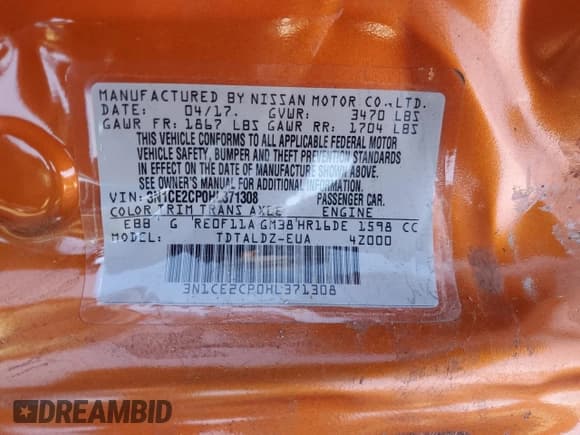 MANUFACTURED BY NISSAN MOTOR CO.,LTD.
DATE: 04/17. GVWR: 3470 LBS
GAWR FR: 1867 LBS GAWR RR: 1704 LBS
THIS VEHICLE CONFORMS TO ALL APPLICABLE FEDERAL MOTOR
VEHICLE SAFETY, BUMPER AND THEFT PREVENTION STANDARDS
IN EFFECT ON THE DATE OF MANUFACTURE SHOWN ABOVE.
SEE OWNER'S MANUAL AS TO LOADING.
VIN: 3N1CE2CP0HL371308 PASSENGER CAR
COLOR TRIM TRANS AXLE ENGINE
EBB G RE0F11A GM38 HR16DE 1598 CC
MODEL: TDTALDZ-EUA 4Z000
3N1CE2CP0HL371308
DREAMBID